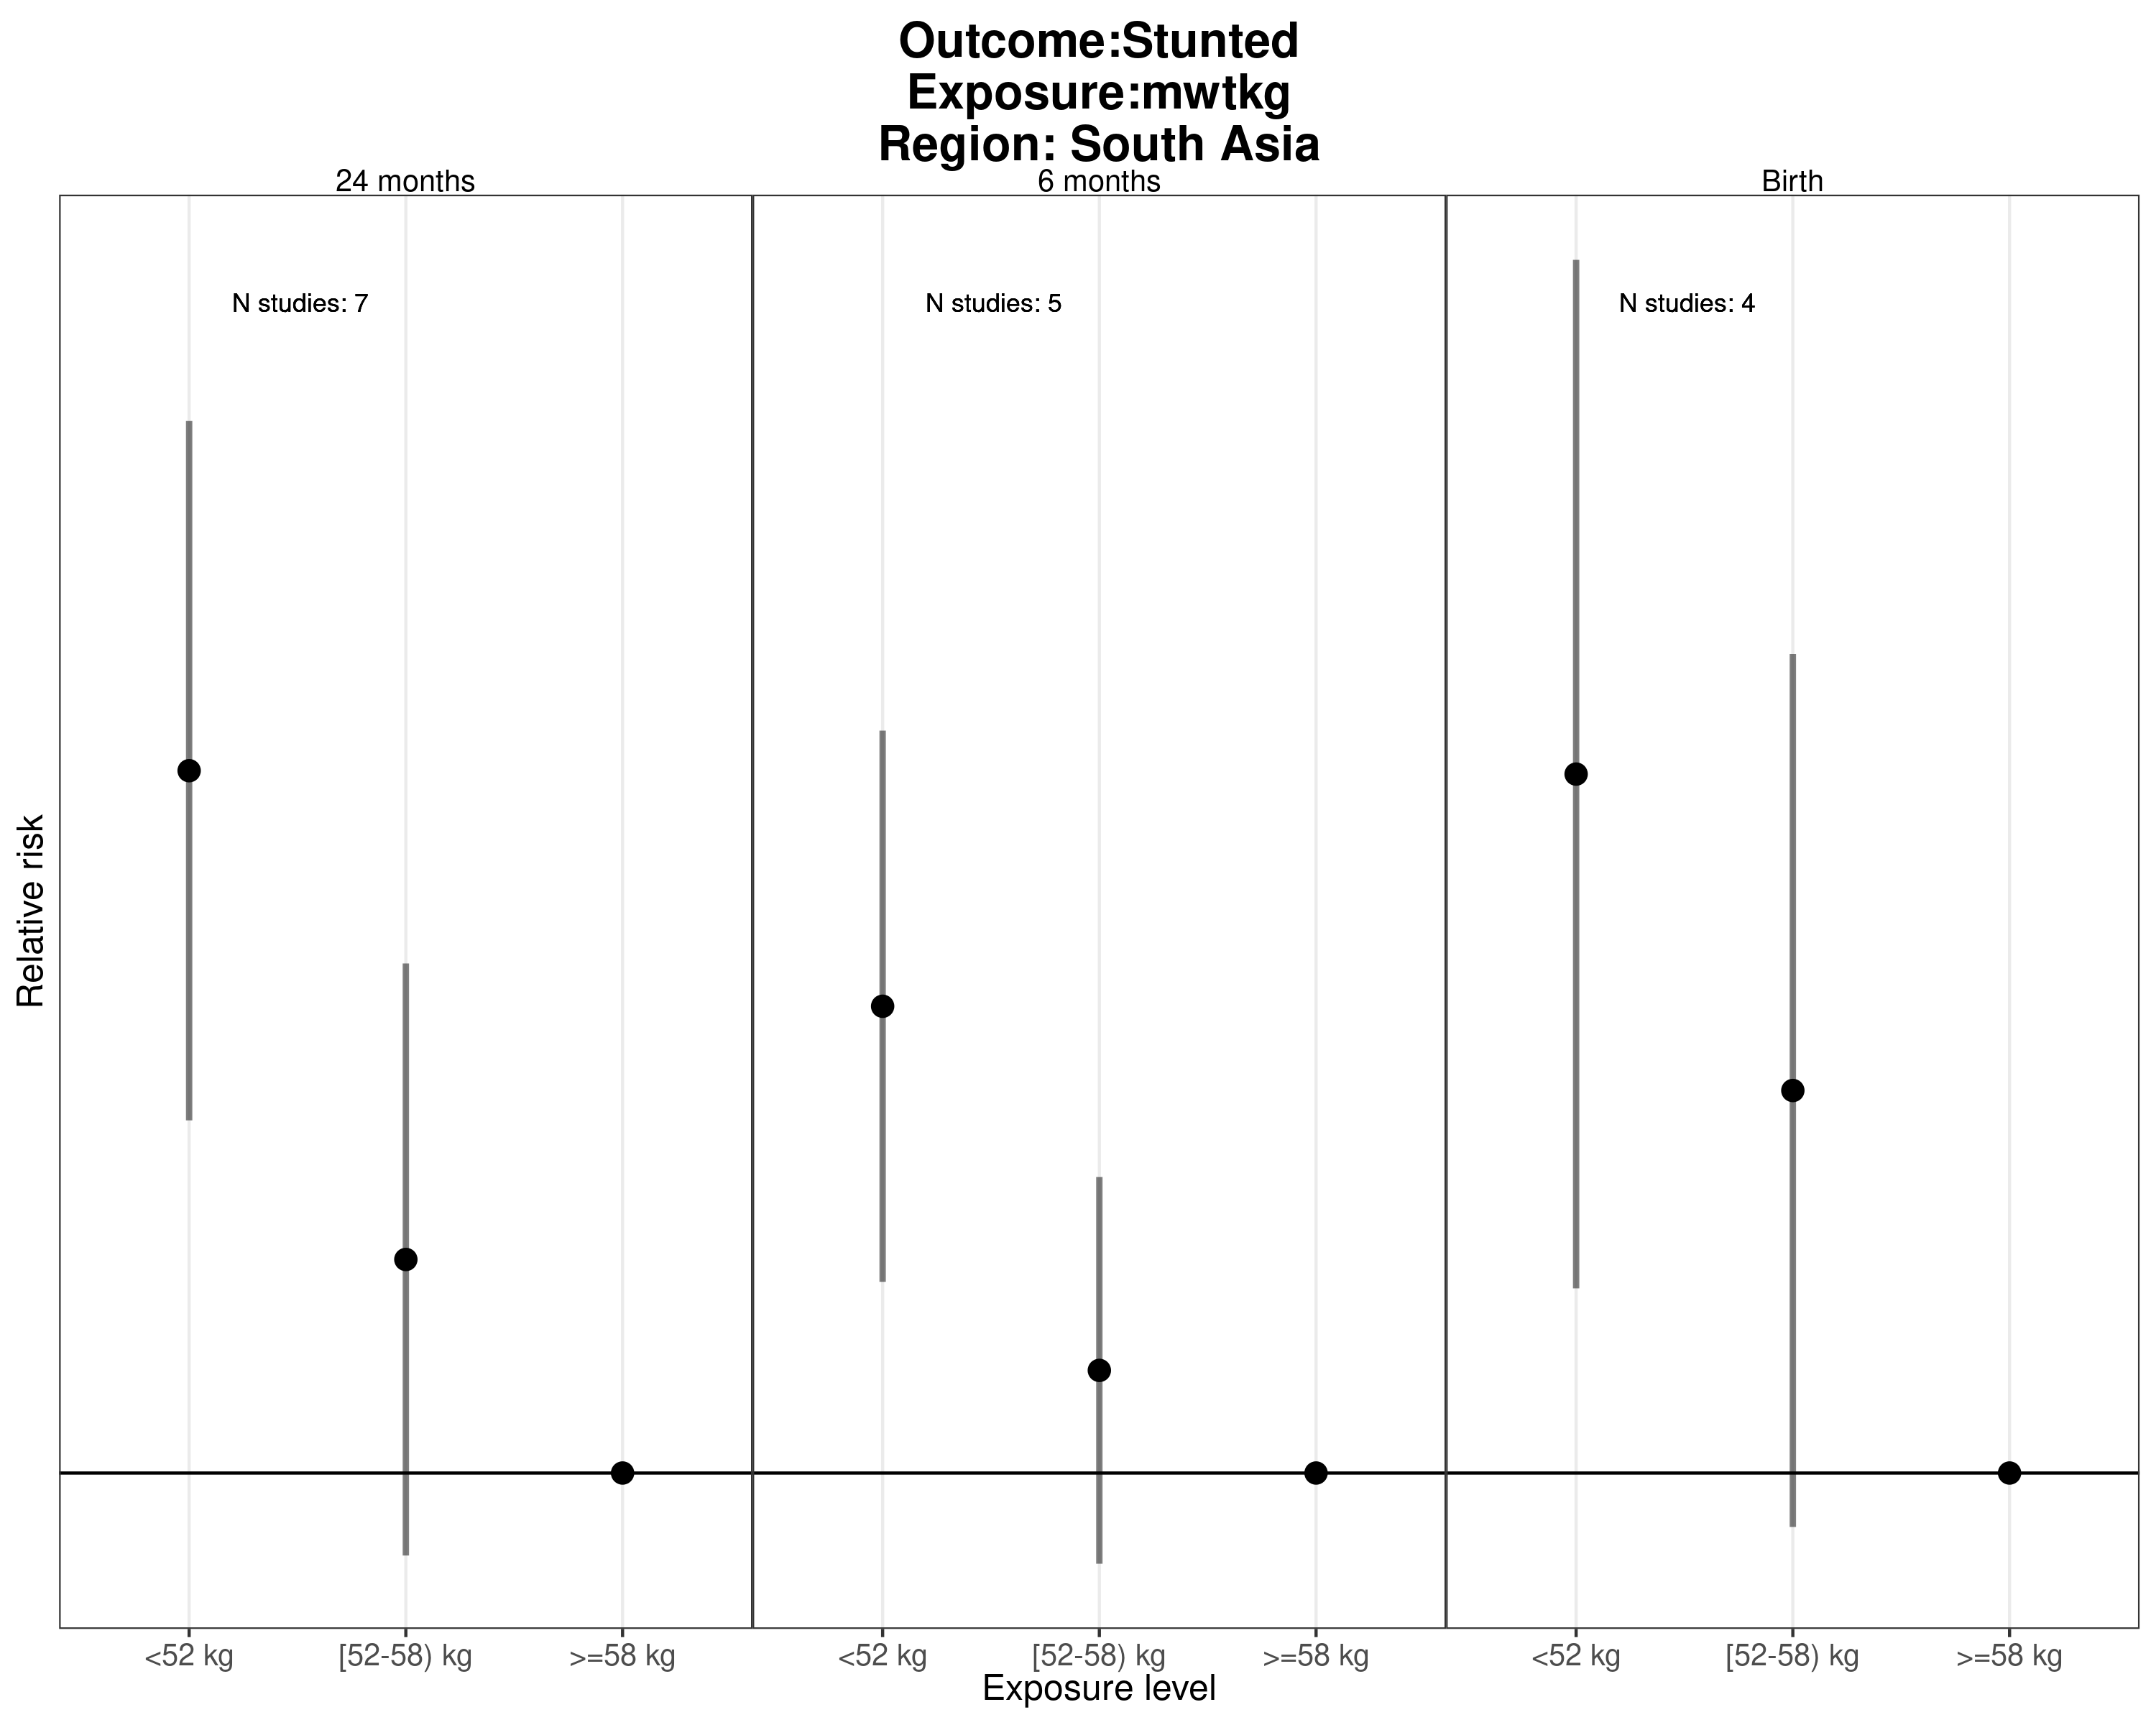 Outcome:Stunted
Exposure:mwtkg
Region: South Asia
24 months
6 months
Birth
N studies: 7
N studies: 5
N studies: 4
Relative risk
<52 kg
[52-58) kg
>=58 kg
<52 kg
[52-58) kg
>=58 kg
<52 kg
[52-58) kg
>=58 kg
Exposure level